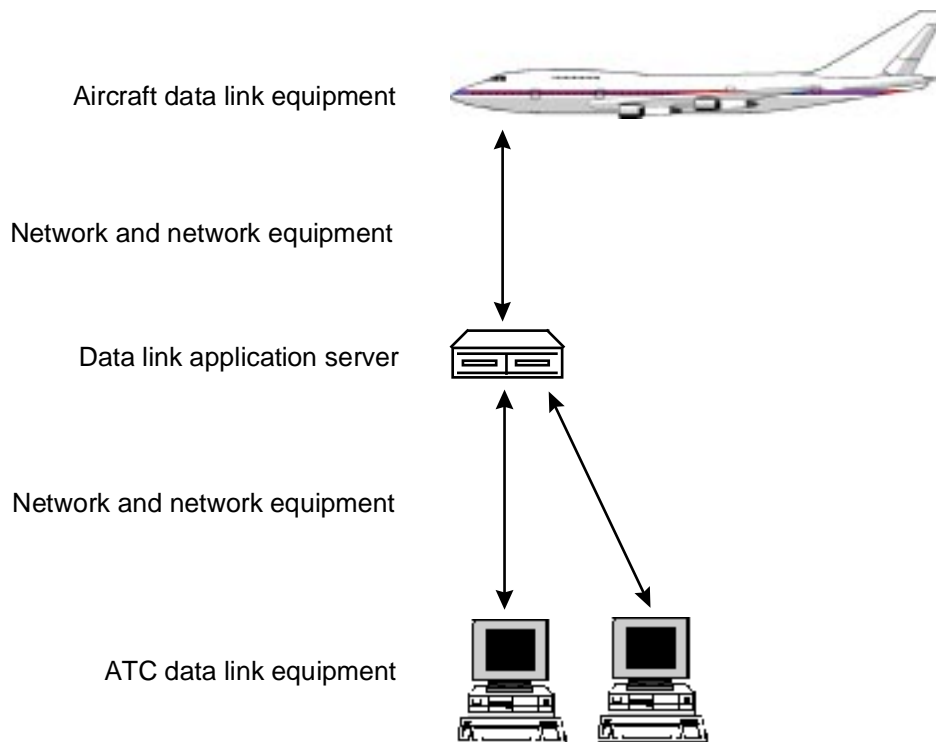 Aircraft data link equipment
Network and network equipment
Data link application server
Network and network equipment
ATC data link equipment